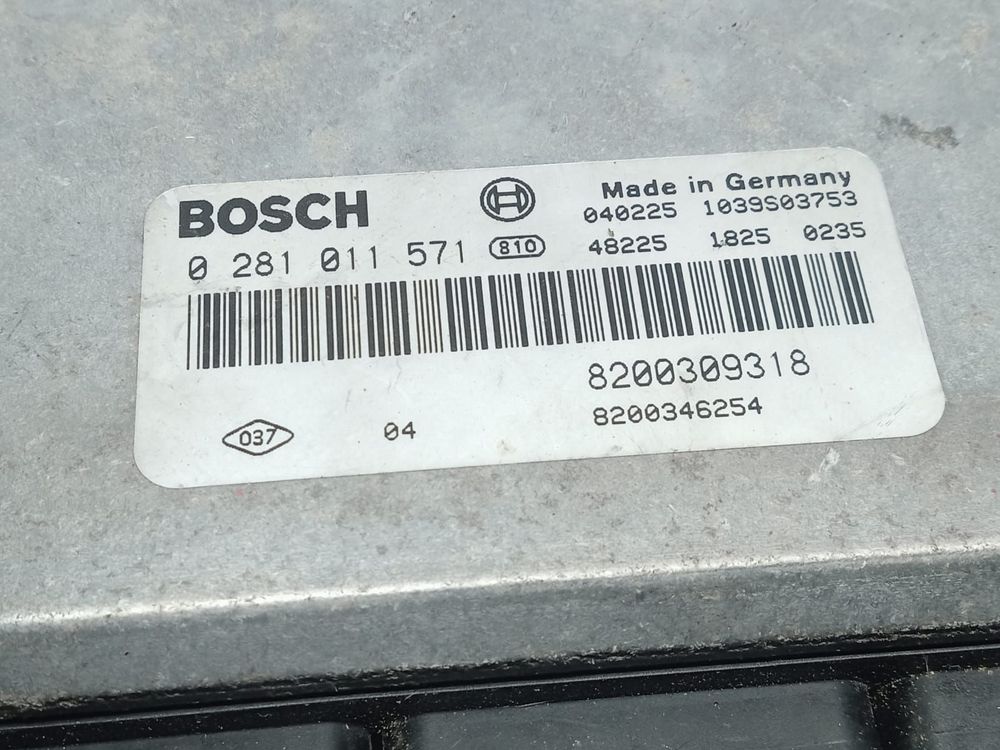 BOSCH
Made in Germany
040225 1039S03753
0 281 011 571 810
48225 1825 0235
8200309318
8200346254
037 04